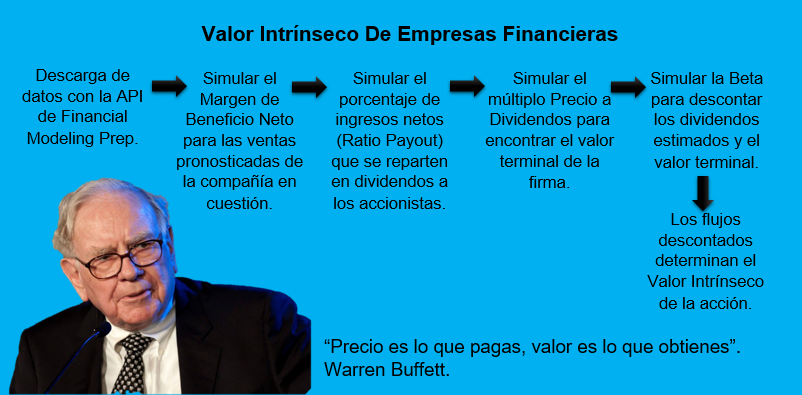 Valor Intrínseco De Empresas Financieras
Descarga de
datos con la API
de Financial
Modeling Prep.
Simular el
Margen de
Beneficio Neto
para las ventas
pronosticadas de
la compañía en
cuestión.
Simular el
porcentaje de
ingresos netos
(Ratio Payout)
que se reparten
en dividendos a
los accionistas.
Simular el
múltiplo Precio a
Dividendos para
encontrar el valor
terminal de la
firma.
Simular la Beta
para descontar
los dividendos
estimados y el
valor terminal.
Los flujos
descontados
determinan el
Valor Intrínseco
de la acción.
“Precio es lo que pagas, valor es lo que obtienes”.
Warren Buffett.